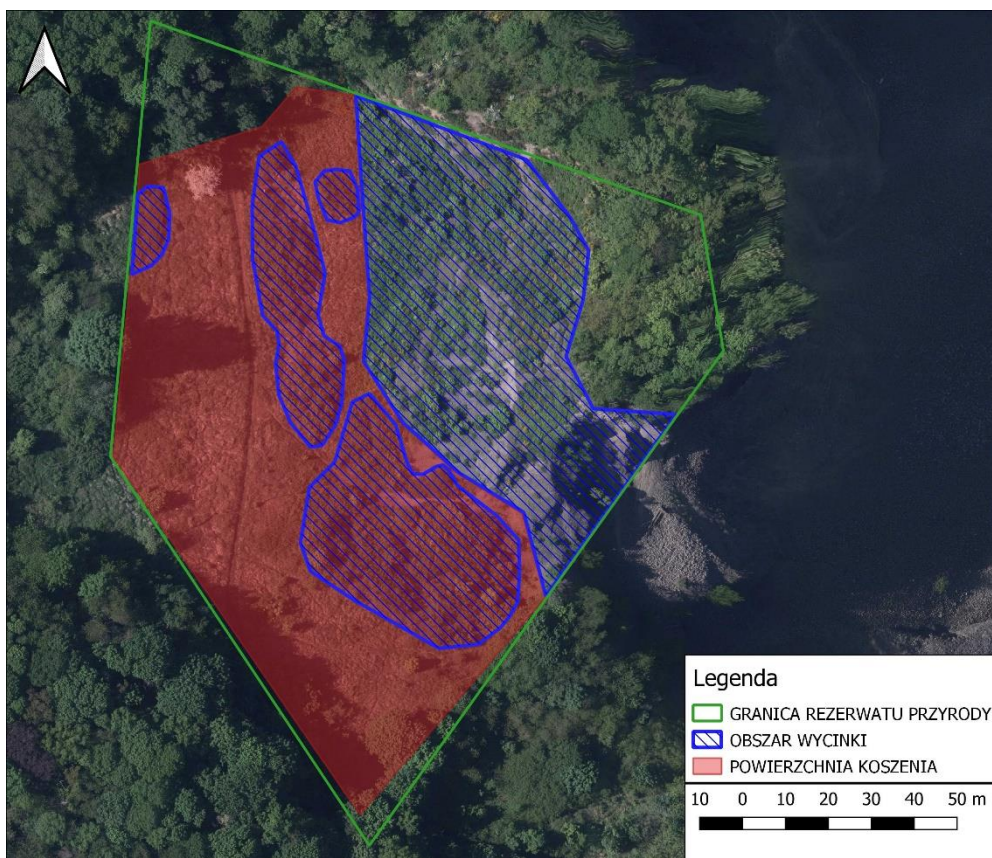 Legenda
GRANICA REZERWATU PRZYRODY
OBSZAR WYCINKI
POWIERZCHNIA KOSZENIA
10 0 10 20 30 40 50 m